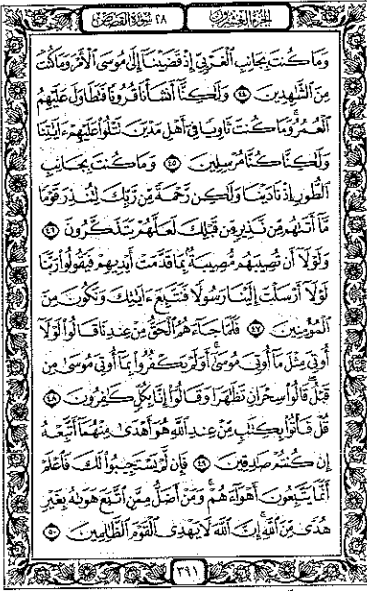 الجزء العشرون
٢٨ سورة القصص
وَمَا كُنتَ بِجَانِبِ ٱلْغَرْبِىِّ إِذْ قَضَيْنَآ إِلَىٰ مُوسَى ٱلْأَمْرَ وَمَا كُنتَ
مِنَ ٱلشَّٰهِدِينَ ٤٤ وَلَٰكِنَّآ أَنشَأْنَا قُرُونًا فَتَطَاوَلَ عَلَيْهِمُ
ٱلْعُمُرُ وَمَا كُنتَ ثَاوِيًا فِىٓ أَهْلِ مَدْيَنَ تَتْلُوا۟ عَلَيْهِمْ ءَايَٰتِنَا
وَلَٰكِنَّا كُنَّا مُرْسِلِينَ ٤٥ وَمَا كُنتَ بِجَانِبِ
ٱلطُّورِ إِذْ نَادَيْنَا وَلَٰكِن رَّحْمَةً مِّن رَّبِّكَ لِتُنذِرَ قَوْمًا
مَّآ أَتَىٰهُم مِّن نَّذِيرٍ مِّن قَبْلِكَ لَعَلَّهُمْ يَتَذَكَّرُونَ ٤٦
وَلَوْلَآ أَن تُصِيبَهُم مُّصِيبَةٌۢ بِمَا قَدَّمَتْ أَيْدِيهِمْ فَيَقُولُوا۟ رَبَّنَا
لَوْلَآ أَرْسَلْتَ إِلَيْنَا رَسُولًا فَنَتَّبِعَ ءَايَٰتِكَ وَنَكُونَ مِنَ
ٱلْمُؤْمِنِينَ ٤٧ فَلَمَّا جَآءَهُمُ ٱلْحَقُّ مِنْ عِندِنَا قَالُوا۟ لَوْلَآ
أُوتِىَ مِثْلَ مَآ أُوتِىَ مُوسَىٰٓ أَوَلَمْ يَكْفُرُوا۟ بِمَآ أُوتِىَ مُوسَىٰ مِن
قَبْلُ قَالُوا۟ سِحْرَانِ تَظَٰهَرَا وَقَالُوٓا۟ إِنَّا بِكُلٍّ كَٰفِرُونَ ٤٨
قُلْ فَأْتُوا۟ بِكِتَٰبٍ مِّنْ عِندِ ٱللَّهِ هُوَ أَهْدَىٰ مِنْهُمَآ أَتَّبِعْهُ
إِن كُنتُمْ صَٰدِقِينَ ٤٩ فَإِن لَّمْ يَسْتَجِيبُوا۟ لَكَ فَٱعْلَمْ
أَنَّمَا يَتَّبِعُونَ أَهْوَآءَهُمْ وَمَنْ أَضَلُّ مِمَّنِ ٱتَّبَعَ هَوَىٰهُ بِغَيْرِ
هُدًى مِّنَ ٱللَّهِ إِنَّ ٱللَّهَ لَا يَهْدِى ٱلْقَوْمَ ٱلظَّٰلِمِينَ ٥٠
٣٩١